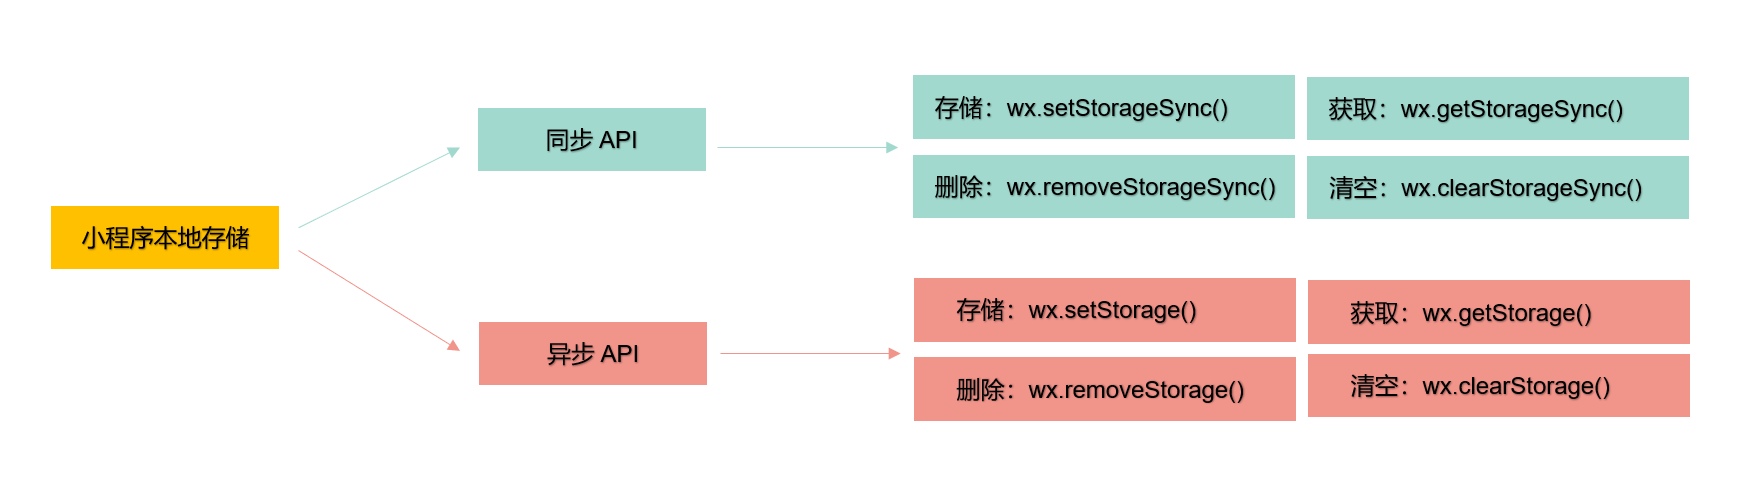 小程序本地存储
同步 API
存储：wx.setStorageSync()
获取：wx.getStorageSync()
删除：wx.removeStorageSync()
清空：wx.clearStorageSync()
异步 API
存储：wx.setStorage()
获取：wx.getStorage()
删除：wx.removeStorage()
清空：wx.clearStorage()